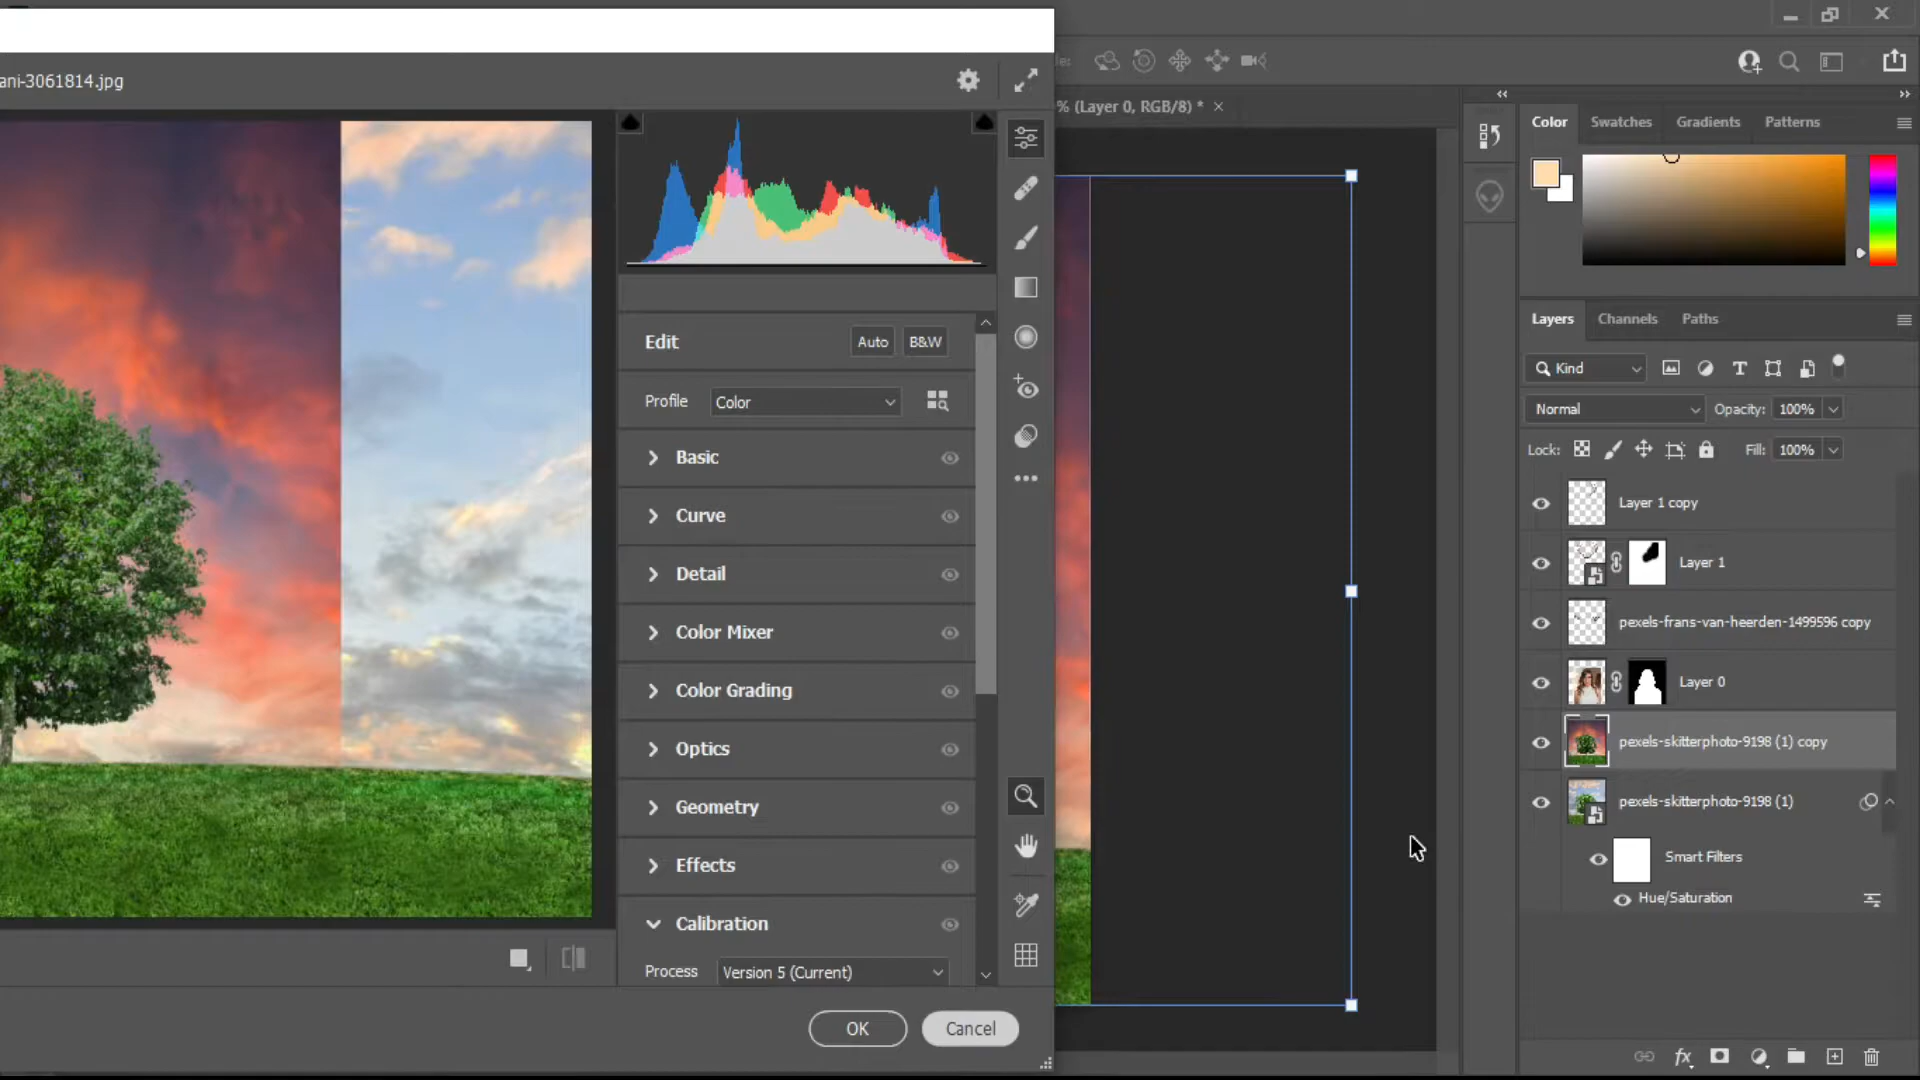 ani-3061814.jpg
% (Layer 0, RGB/8) *
Color
Swatches
Gradients
Patterns
Edit
Auto
B&W
Profile
Color
Basic
Curve
Detail
Color Mixer
Color Grading
Optics
Geometry
Effects
Calibration
Process
Version 5 (Current)
OK
Cancel
Layers
Channels
Paths
Kind
Normal
Opacity: 100%
Lock:
Fill: 100%
Layer 1 copy
Layer 1
pexels-frans-van-heerden-1499596 copy
Layer 0
pexels-skitterphoto-9198 (1) copy
pexels-skitterphoto-9198 (1)
Smart Filters
Hue/Saturation
fx